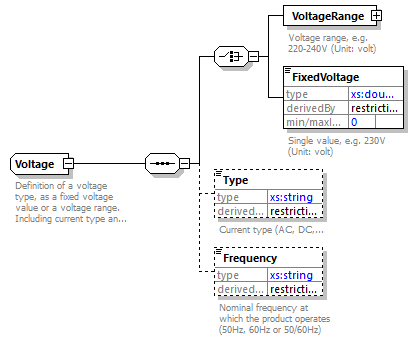 VoltageRange
Voltage range, e.g.
220-240V (Unit: volt)
FixedVoltage
type xs:dou...
derivedBy restricti...
min/maxI... 0
Single value, e.g. 230V
(Unit: volt)
Voltage
Definition of a voltage
type, as a fixed voltage
value or a voltage range.
Including current type an...
Type
type xs:string
derived... restricti...
Current type (AC, DC,...
Frequency
type xs:string
derived... restricti...
Nominal frequency at
which the product operates
(50Hz, 60Hz or 50/60Hz)